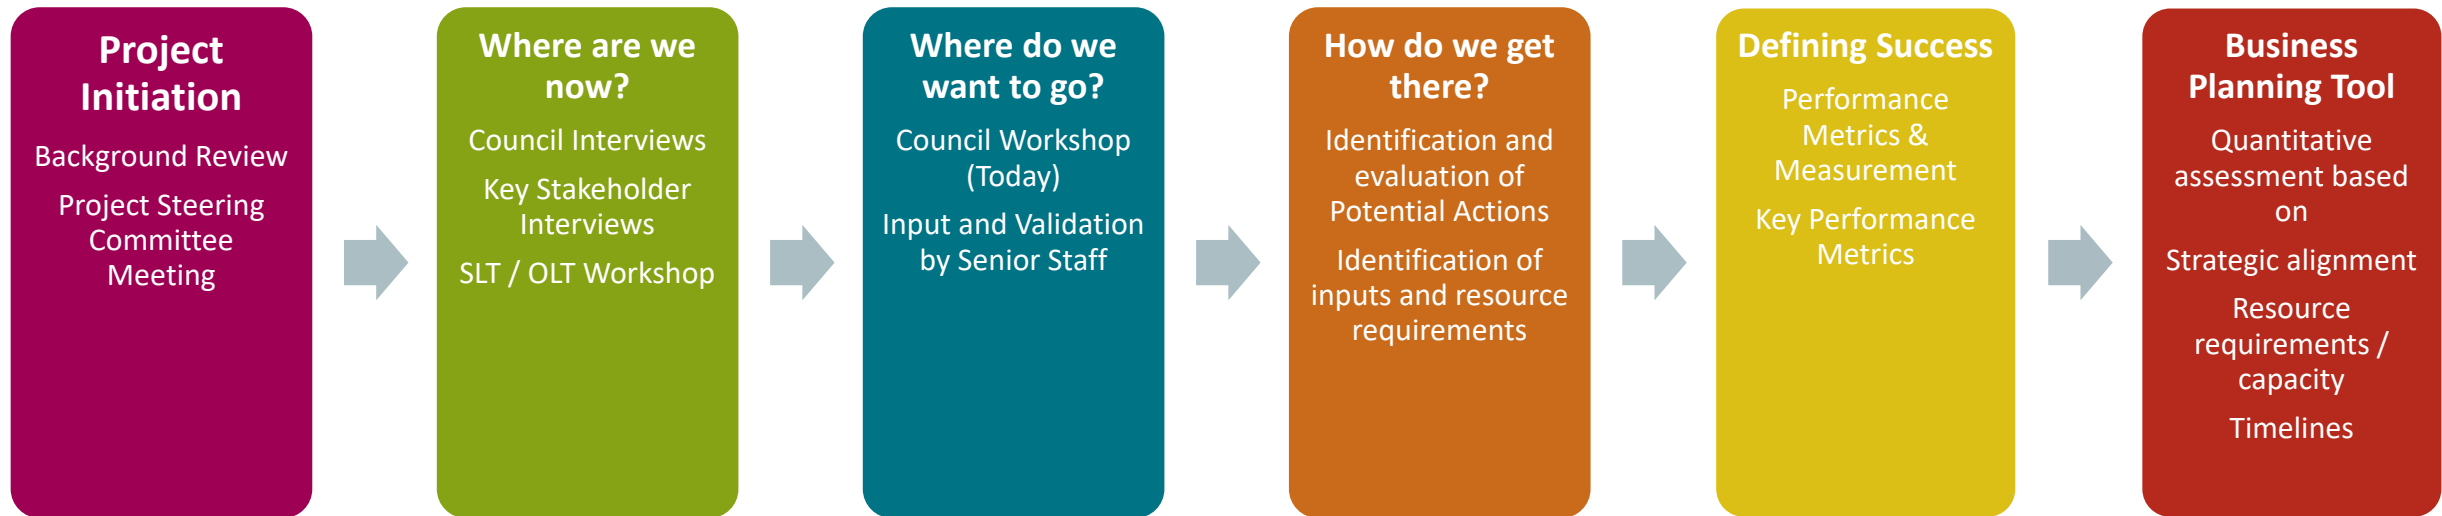 Project
Initiation
Background Review
Project Steering
Committee
Meeting
Where are we
now?
Council Interviews
Key Stakeholder
Interviews
SLT / OLT Workshop
Where do we
want to go?
Council Workshop
(Today)
Input and Validation
by Senior Staff
How do we get
there?
Identification and
evaluation of
Potential Actions
Identification of
inputs and resource
requirements
Defining Success
Performance
Metrics &
Measurement
Key Performance
Metrics
Business
Planning Tool
Quantitative
assessment based
on
Strategic alignment
Resource
requirements /
capacity
Timelines